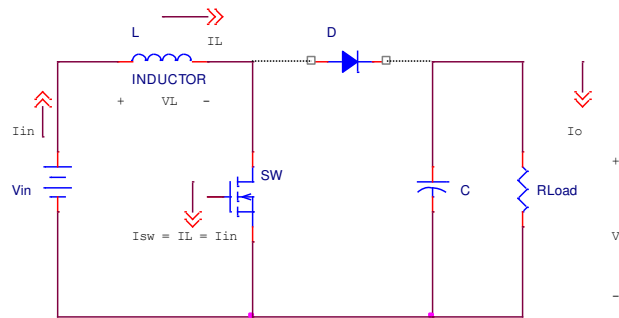 L
IL
D
INDUCTOR
+ VL -
Iin
Io
SW
+
Vin
C
RLoad
Isw = IL = Iin
V
-